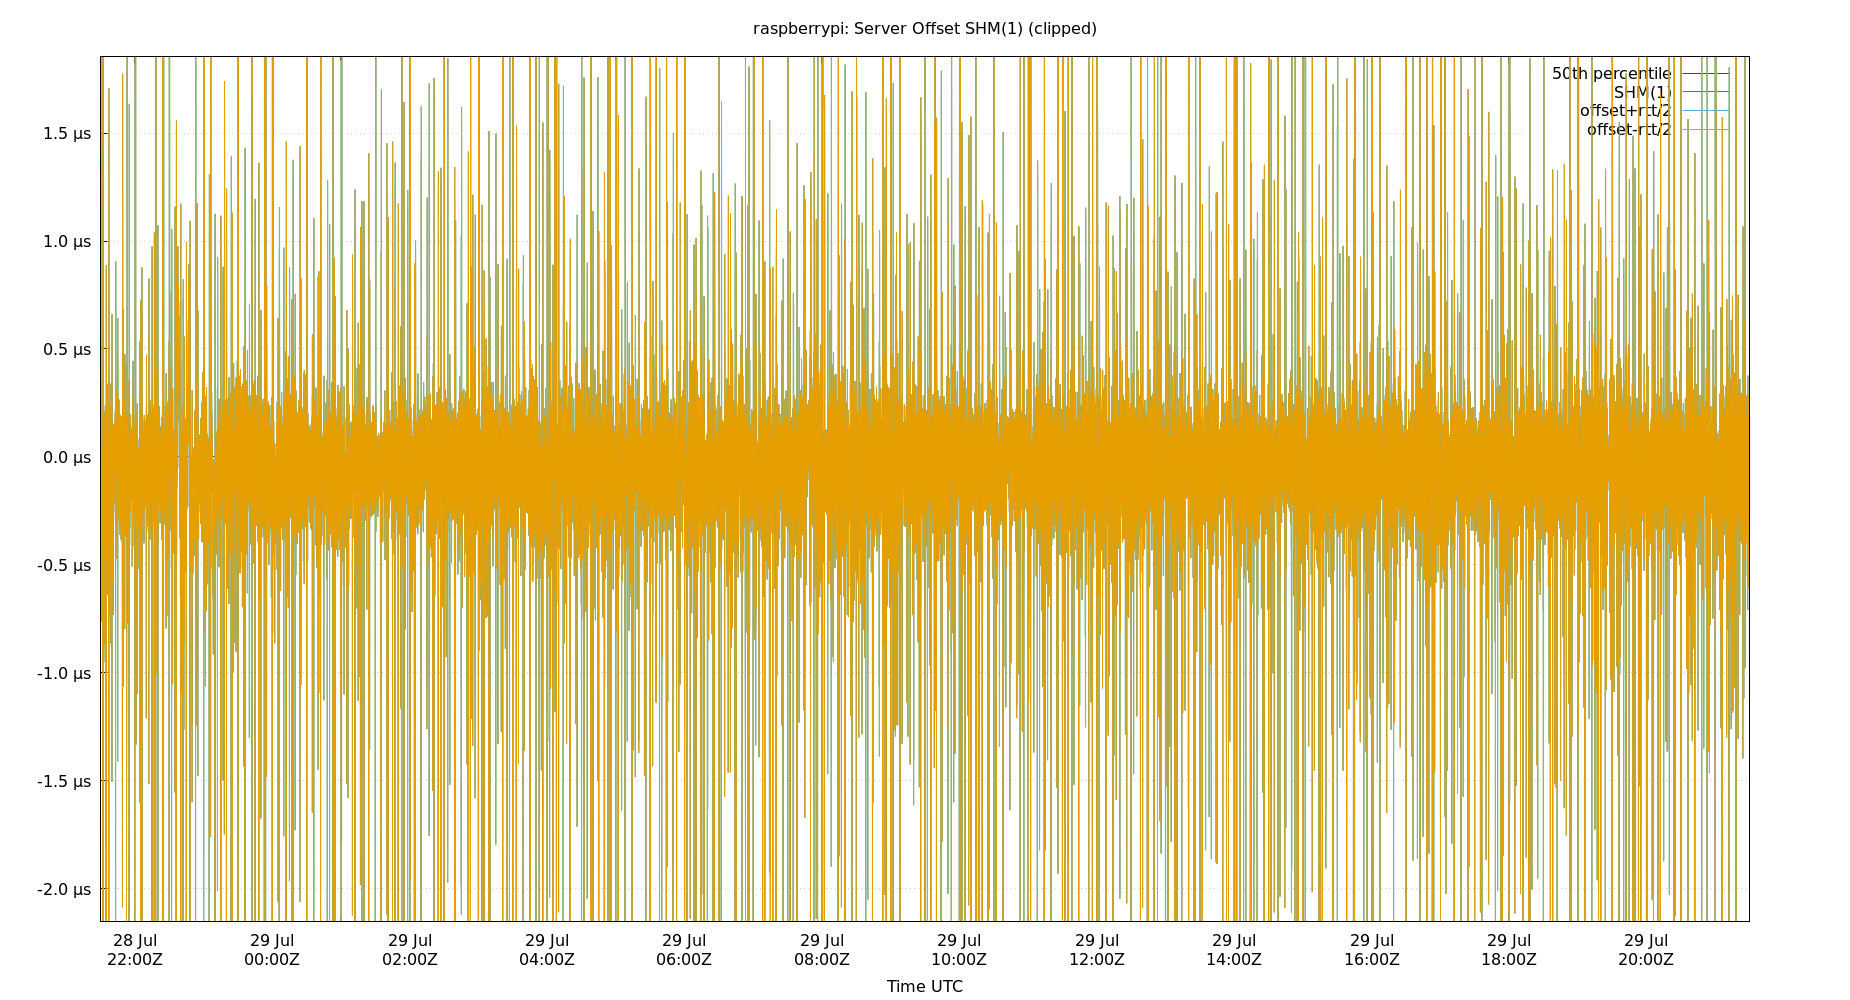 raspberrypi: Server Offset SHM(1) (clipped)
50th percentile
SHM(1)
offset+rtt/2
offset-rtt/2
1.5 µs
1.0 µs
0.5 µs
0.0 µs
-0.5 µs
-1.0 µs
-1.5 µs
-2.0 µs
28 Jul 29 Jul 29 Jul 29 Jul 29 Jul 29 Jul 29 Jul 29 Jul 29 Jul 29 Jul 29 Jul 29 Jul
22:00Z 00:00Z 02:00Z 04:00Z 06:00Z 08:00Z 10:00Z 12:00Z 14:00Z 16:00Z 18:00Z 20:00Z
Time UTC